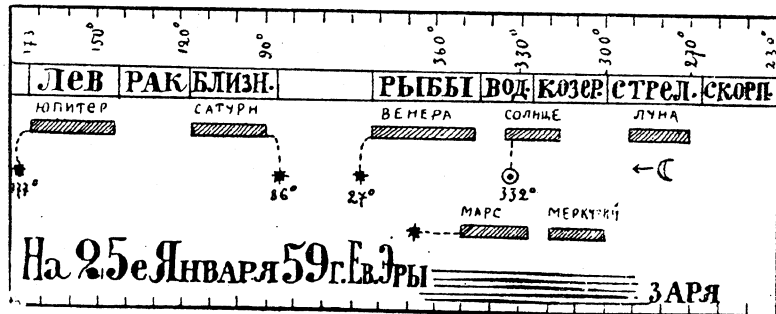 173 150° 120° 90° 360° 330° 300° 270° 230°
ЛЕВ РАК БЛИЗН. РЫБЫ ВОД. КОЗЕР. СТРЕЛ. СКОРП.
ЮПИТЕР САТУРН ВЕНЕРА СОЛНЦЕ ЛУНА
177° 86° 27° 332°
МАРС МЕРКУРИЙ
На 25е ЯНВАРЯ 59 г. Ев. ЭРЫ
ЗАРЯ